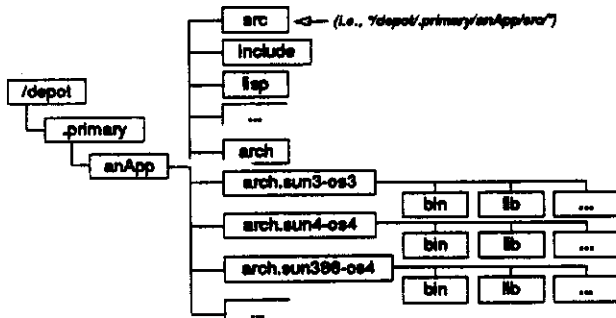 src (i.e., "/depot/.primary/anApp/src/")
include
lisp
/depot
...
.primary
arch
anApp
arch.sun3-os3
bin lib ...
arch.sun4-os4
bin lib ...
arch.sun386-os4
bin lib ...
...